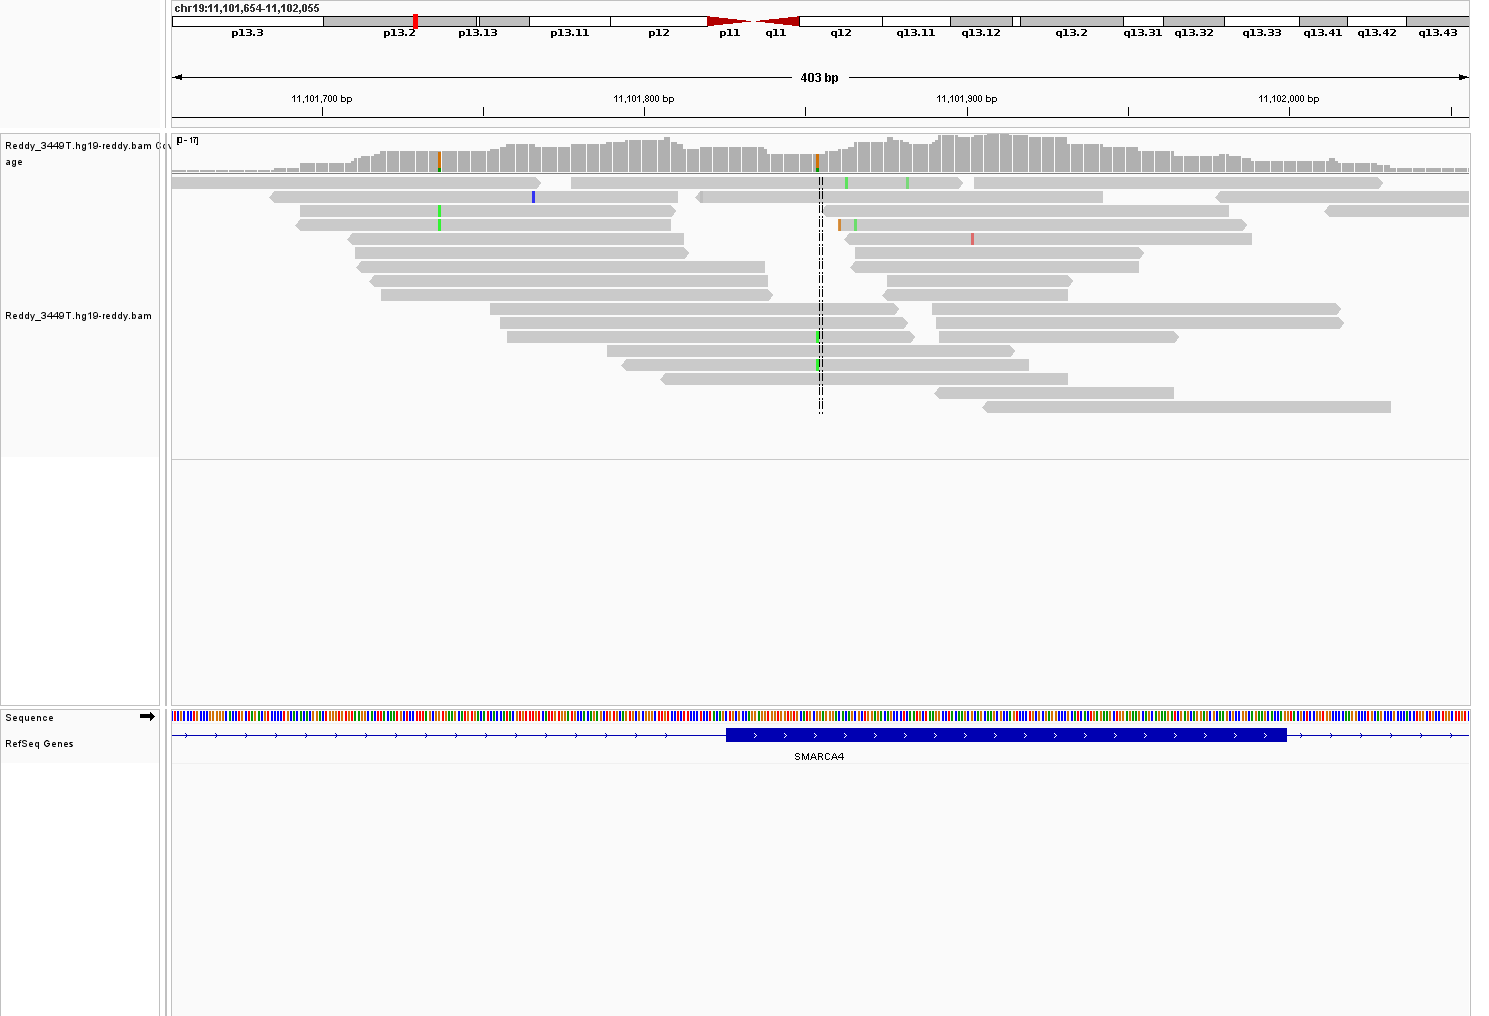 chr19:11,101,654-11,102,055
p13.3 p13.2 p13.13 p13.11 p12 p11 q11 q12 q13.11 q13.12 q13.2 q13.31 q13.32 q13.33 q13.41 q13.42 q13.43
403 bp
11,101,700 bp 11,101,800 bp 11,101,900 bp 11,102,000 bp
[0 - 17]
Reddy_3449T.hg19-reddy.bam Cov
age
Reddy_3449T.hg19-reddy.bam
Sequence
RefSeq Genes
SMARCA4